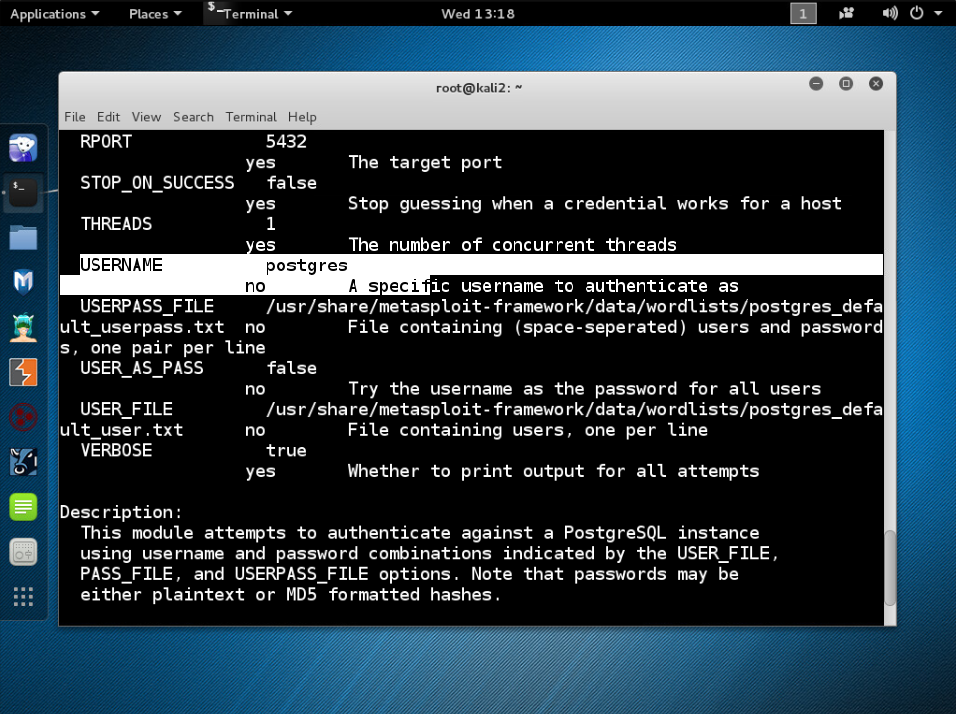 Applications Places Terminal Wed 13:18 1
root@kali2: ~
File Edit View Search Terminal Help
RPORT 5432
yes The target port
STOP_ON_SUCCESS false
yes Stop guessing when a credential works for a host
THREADS 1
yes The number of concurrent threads
USERNAME postgres
no A specific username to authenticate as
USERPASS_FILE /usr/share/metasploit-framework/data/wordlists/postgres_defa
ult_userpass.txt no File containing (space-seperated) users and password
s, one pair per line
USER_AS_PASS false
no Try the username as the password for all users
USER_FILE /usr/share/metasploit-framework/data/wordlists/postgres_defa
ult_user.txt no File containing users, one per line
VERBOSE true
yes Whether to print output for all attempts
Description:
This module attempts to authenticate against a PostgreSQL instance
using username and password combinations indicated by the USER_FILE,
PASS_FILE, and USERPASS_FILE options. Note that passwords may be
either plaintext or MD5 formatted hashes.